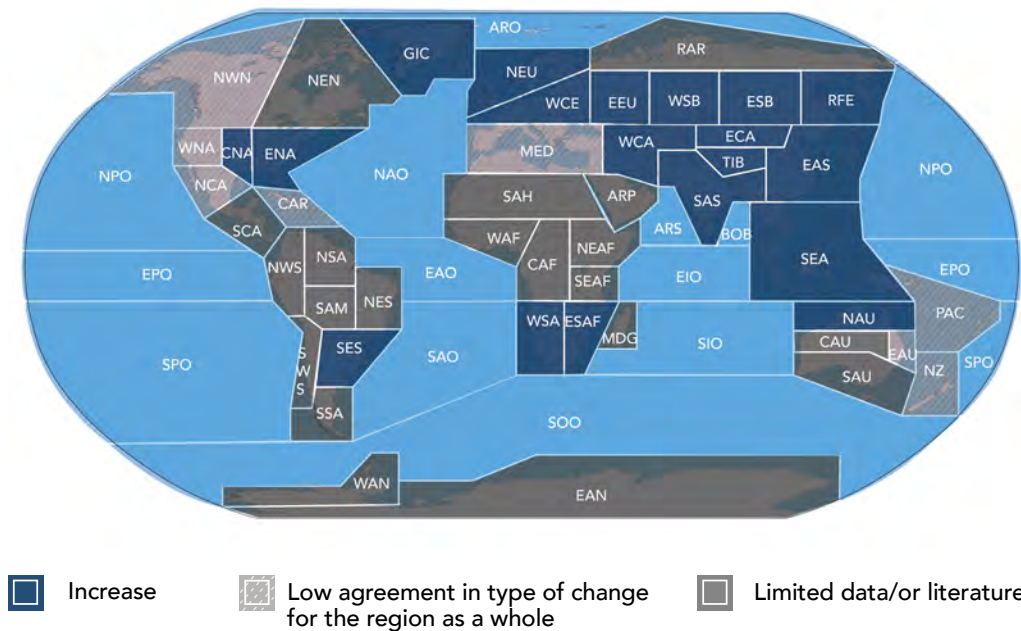 ARO
GIC
RAR
NWN
NEN
NEU
WCE
EEU
WSB
ESB
RFE
WNA
CNA
ENA
MED
WCA
ECA
TIB
EAS
NPO
NCA
NAO
NPO
CAR
SAH
ARP
SAS
SCA
ARS
BOB
NWS
NSA
WAF
CAF
NEAF
SEA
EPO
EAO
EIO
EPO
SAM
NES
SEAF
WSA
ESAF
MDG
NAU
PAC
SES
CAU
EAU
SPO
S
W
S
SAO
SIO
SAU
NZ
SPO
SSA
SOO
WAN
EAN
Increase
Low agreement in type of change
for the region as a whole
Limited data/or literature